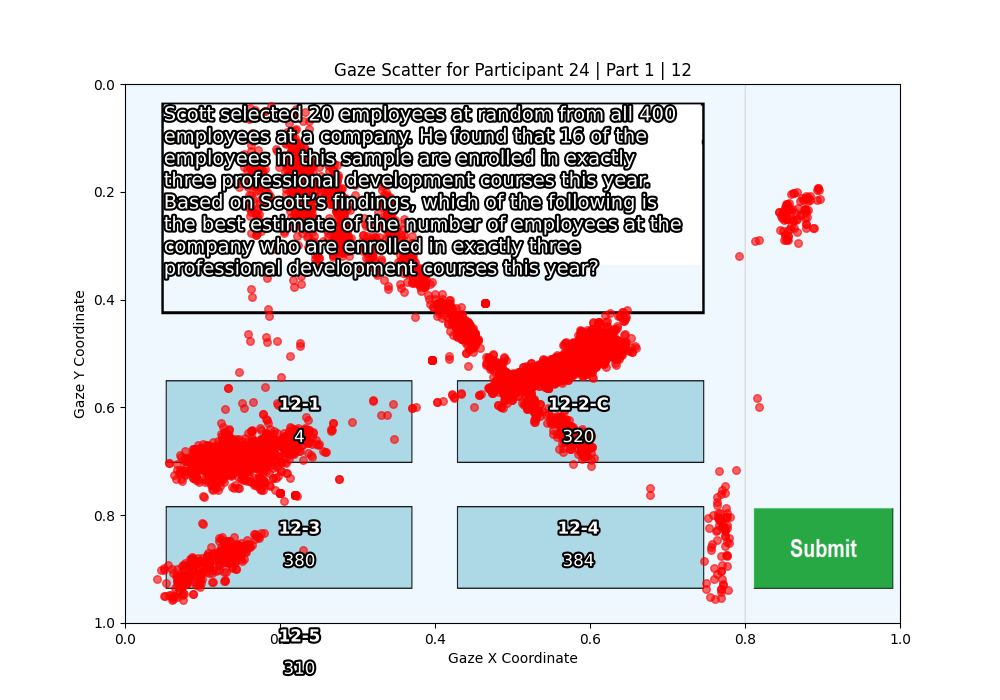 Gaze Scatter for Participant 24 | Part 1 | 12
Scott selected 20 employees at random from all 400
employees at a company. He found that 16 of the
employees in this sample are enrolled in exactly
three professional development courses this year.
Based on Scott's findings, which of the following is
the best estimate of the number of employees at the
company who are enrolled in exactly three
professional development courses this year?
12-1
4
12-2-C
320
12-3
380
12-4
384
Submit
12-5
310
0.0
0.2
0.4
0.6
0.8
1.0
Gaze Y Coordinate
0.0
0.2
0.4
0.6
0.8
1.0
Gaze X Coordinate